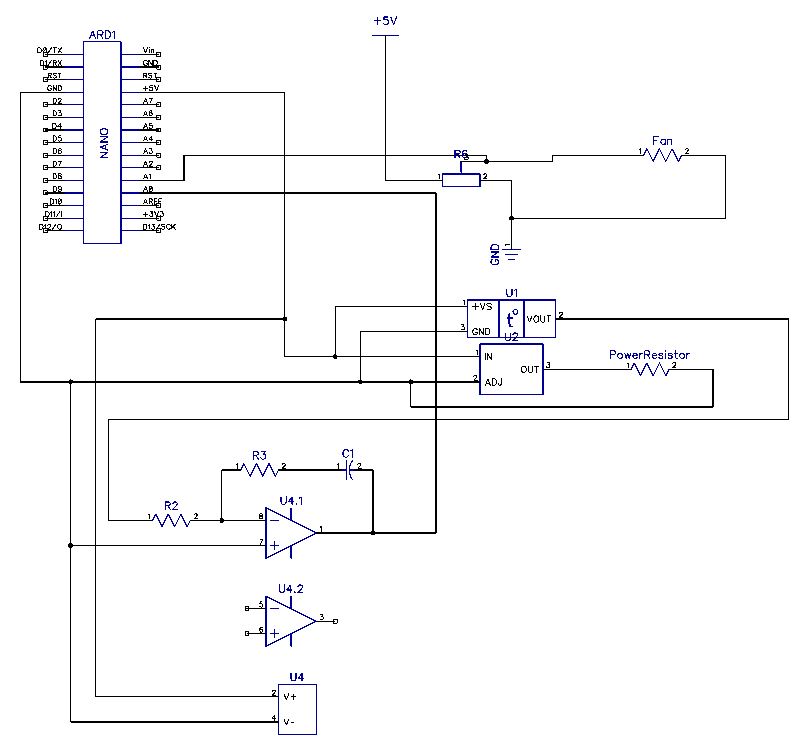 +5V
ARD1
D0/TX
Vin
D1/RX
GND
RST
RST
GND
+5V
D2
A7
D3
A6
D4
A5
D5
A4
D6
A3
D7
A2
D8
A1
D9
A0
D10
AREF
D11/I
+3V3
D12/O
D13/SCK
NANO
R6
3
1
2
Fan
1
2
GND
1
U1
1
+VS
t°
VOUT
2
3
GND
U2
1
IN
OUT
3
2
ADJ
PowerResistor
1
2
R3
1
2
C1
1
2
R2
1
2
U4.1
8
7
1
U4.2
5
6
3
U4
2
V+
4
V-